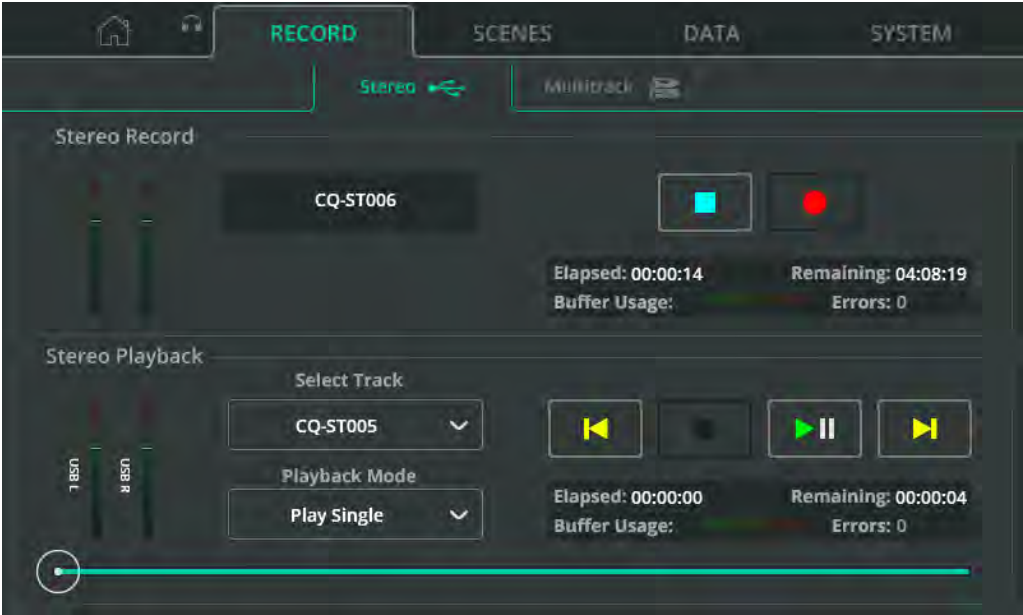 RECORD SCENES DATA SYSTEM
Stereo Multitrack
Stereo Record
CQ-ST006
Elapsed: 00:00:14 Remaining: 04:08:19
Buffer Usage: Errors: 0
Stereo Playback
Select Track
CQ-ST005
USB L USB R
Playback Mode
Play Single
Elapsed: 00:00:00 Remaining: 00:00:04
Buffer Usage: Errors: 0